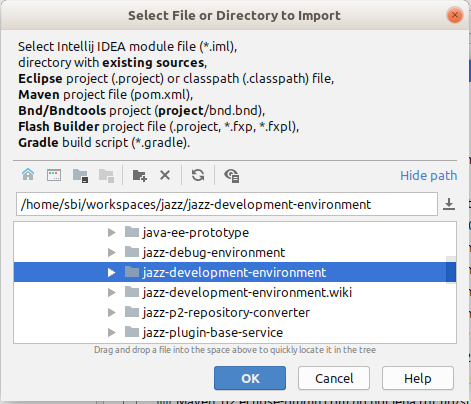 Select File or Directory to Import
Select Intellij IDEA module file (*.iml),
directory with existing sources,
Eclipse project (.project) or classpath (.classpath) file,
Maven project file (pom.xml),
Bnd/Bndtools project (project/bnd.bnd),
Flash Builder project file (.project, *.fxp, *.fxpl),
Gradle build script (*.gradle).
Hide path
/home/sbi/workspaces/jazz/jazz-development-environment
java-ee-prototype
jazz-debug-environment
jazz-development-environment
jazz-development-environment.wiki
jazz-p2-repository-converter
jazz-plugin-base-service
Drag and drop a file into the space above to quickly locate it in the tree
OK
Cancel
Help